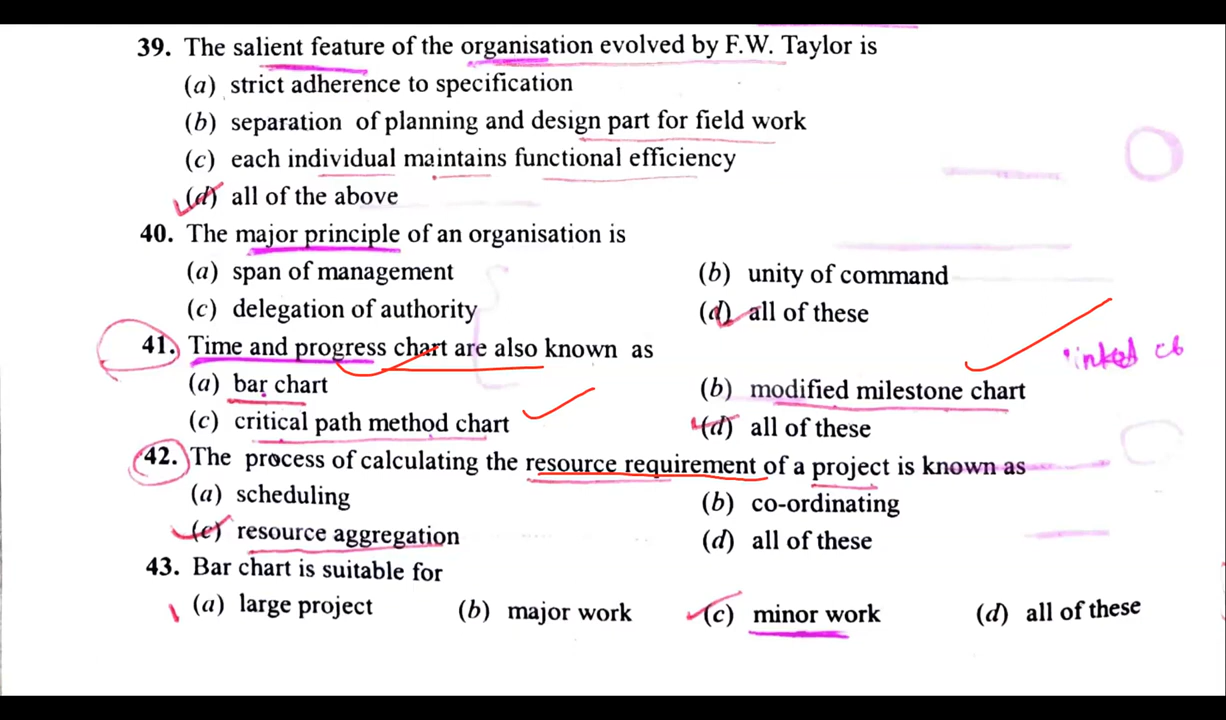 39. The salient feature of the organisation evolved by F.W. Taylor is
(a) strict adherence to specification
(b) separation of planning and design part for field work
(c) each individual maintains functional efficiency
(d) all of the above
40. The major principle of an organisation is
(a) span of management (b) unity of command
(c) delegation of authority (d) all of these
41. Time and progress chart are also known as
(a) bar chart (b) modified milestone chart
(c) critical path method chart (d) all of these
42. The process of calculating the resource requirement of a project is known as
(a) scheduling (b) co-ordinating
(c) resource aggregation (d) all of these
43. Bar chart is suitable for
(a) large project (b) major work (c) minor work (d) all of these